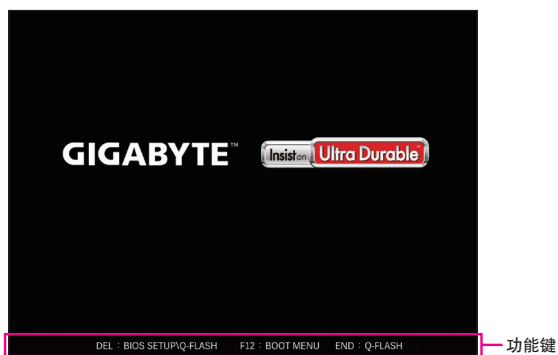 GIGABYTE™ Insist on Ultra Durable™
DEL : BIOS SETUP\Q-FLASH F12 : BOOT MENU END : Q-FLASH
功能键